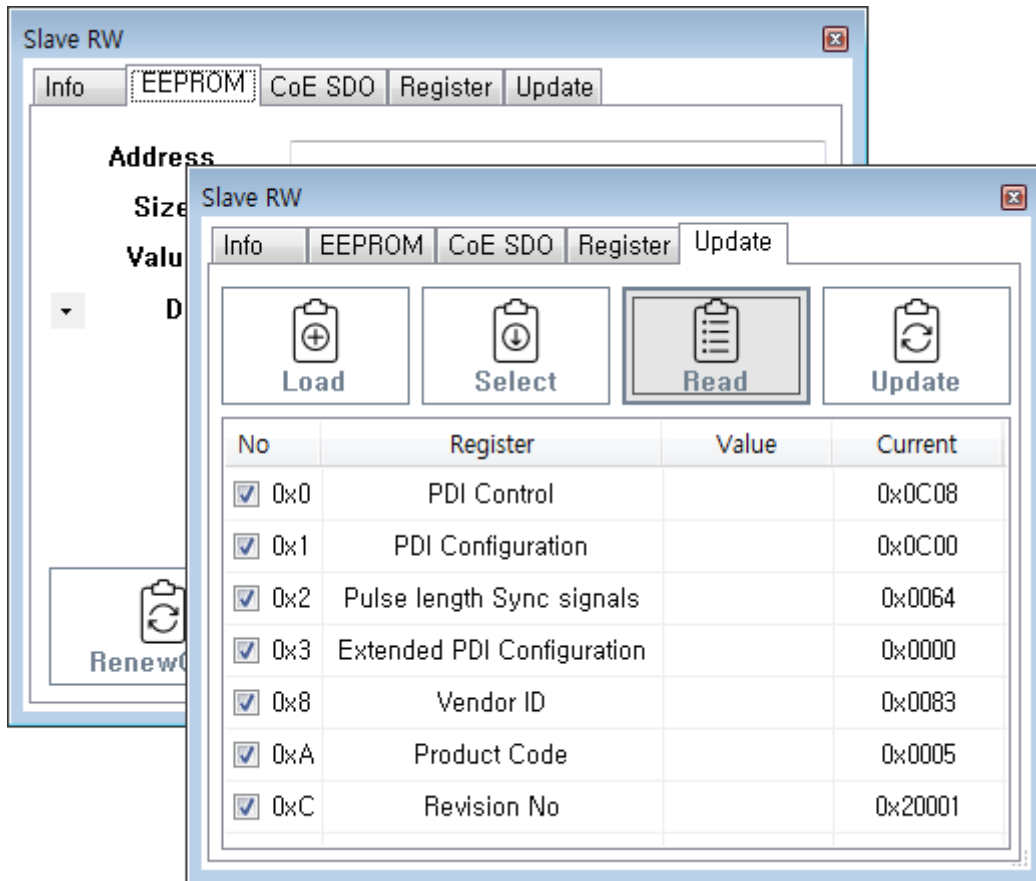 Slave RW
Info EEPROM CoE SDO Register Update
Address
Size
Valu
D
Slave RW
Info EEPROM CoE SDO Register Update
Load Select Read Update
No Register Value Current
0x0 PDI Control 0x0C08
0x1 PDI Configuration 0x0C00
0x2 Pulse length Sync signals 0x0064
0x3 Extended PDI Configuration 0x0000
0x8 Vendor ID 0x0083
0xA Product Code 0x0005
0xC Revision No 0x20001